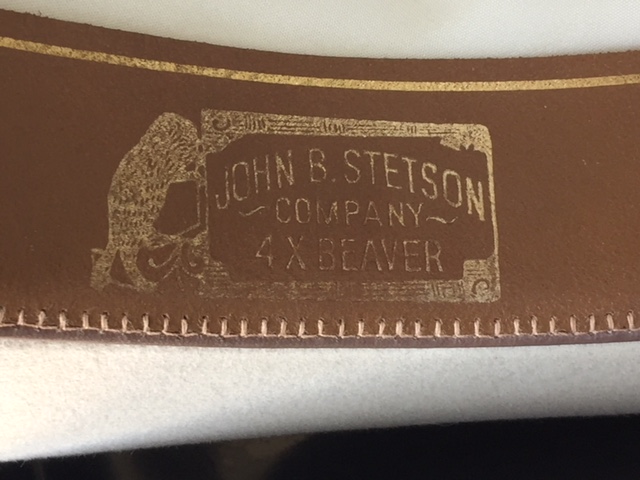 JOHN B. STETSON
~COMPANY~
4 X BEAVER